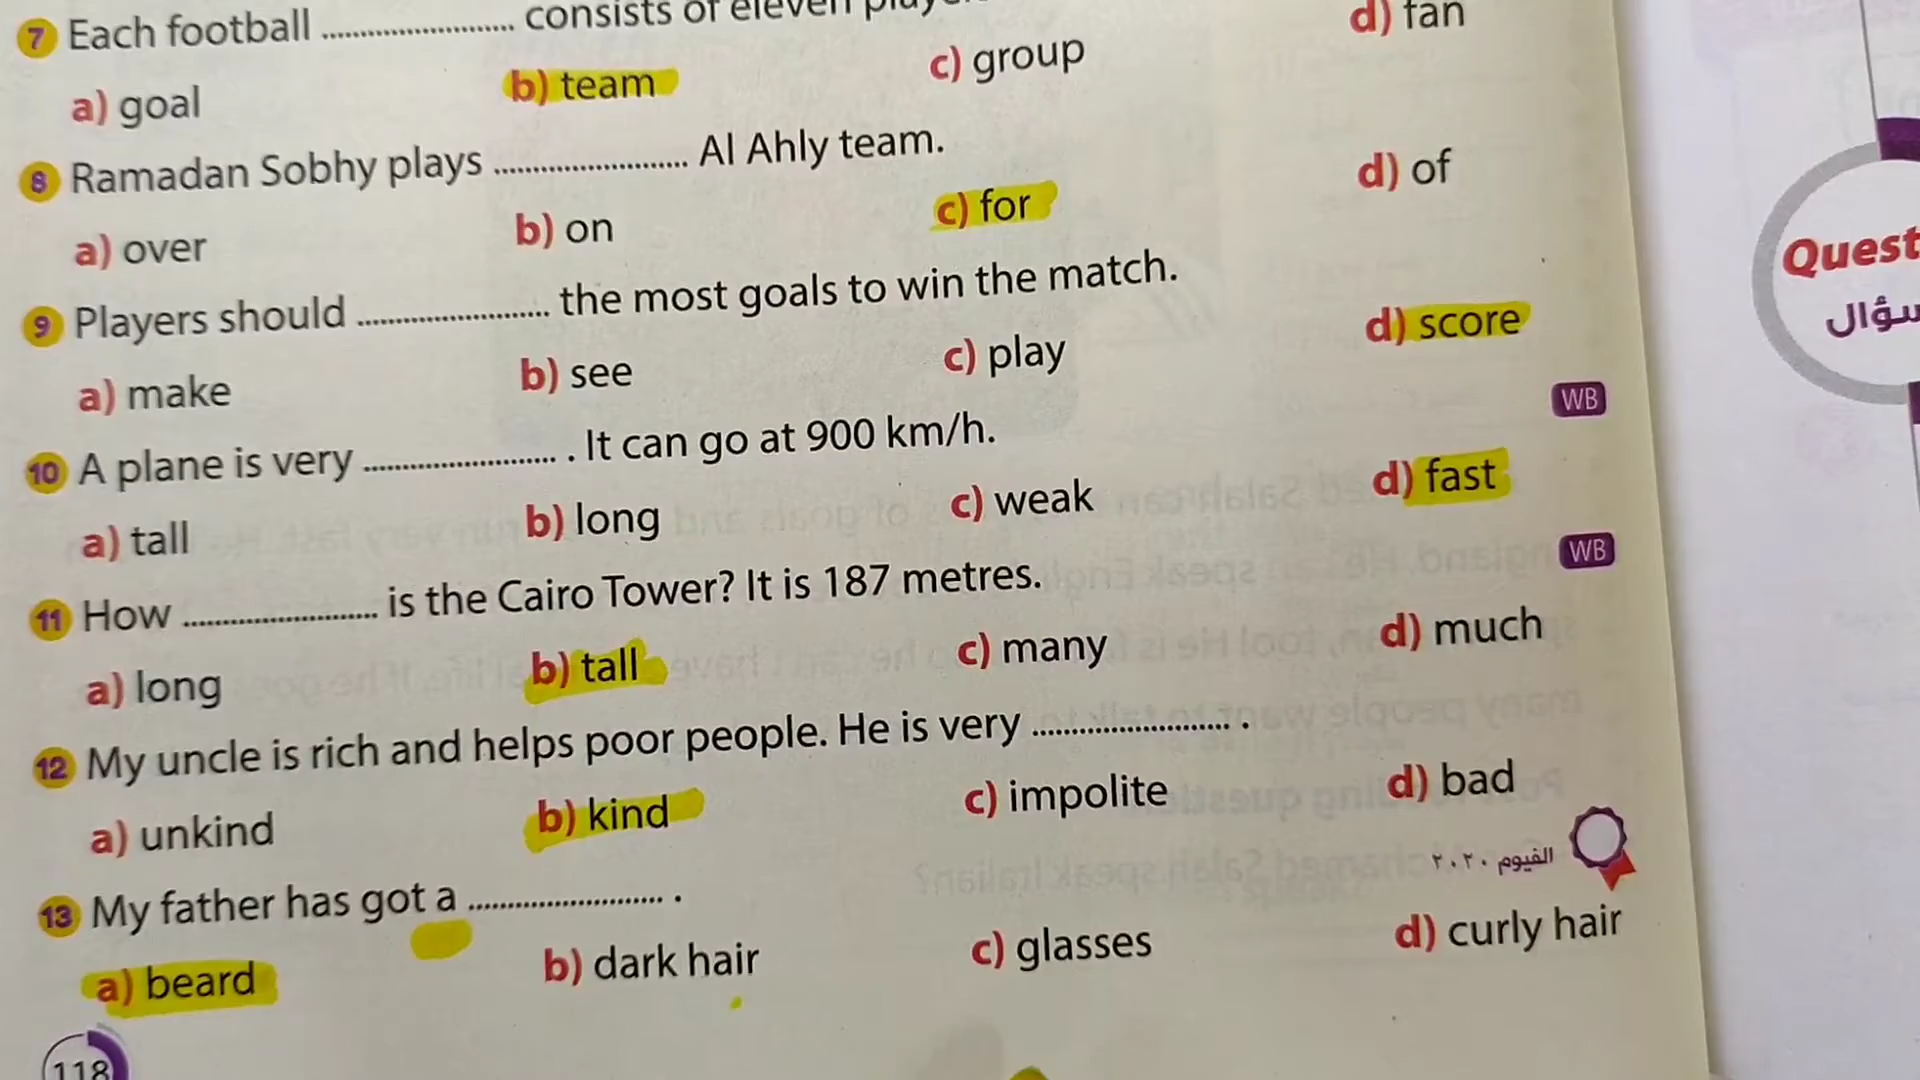 7 Each football ........................ consists of eleven
a) goal b) team c) group d) fan
8 Ramadan Sobhy plays ........................ Al Ahly team.
a) over b) on c) for d) of
9 Players should ........................ the most goals to win the match.
a) make b) see c) play d) score
WB
10 A plane is very ........................ . It can go at 900 km/h.
a) tall b) long c) weak d) fast
WB
11 How ........................ is the Cairo Tower? It is 187 metres.
a) long b) tall c) many d) much
12 My uncle is rich and helps poor people. He is very ........................ .
a) unkind b) kind c) impolite d) bad
الفيوم ٢٠٢٠
13 My father has got a ........................ .
a) beard b) dark hair c) glasses d) curly hair
118
Quest
سؤال